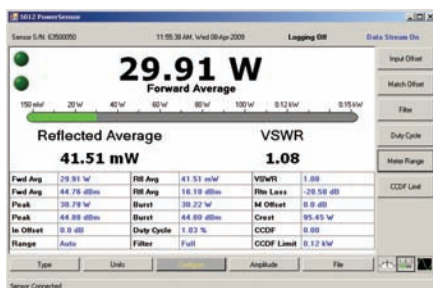 5012 PowerSensor
Sensor S/N: 63500050 11:55:38 AM, Wed 08-Apr-2009 Logging Off Data Stream On
29.91 W
Forward Average
150 mW 20 W 40 W 60 W 80 W 100 W 0.12 kW 0.15 kW
Reflected Average VSWR
41.51 mW 1.08
Fwd Avg 29.91 W Rfl Avg 41.51 mW VSWR 1.08
Fwd Avg 44.76 dBm Rfl Avg 16.18 dBm Rtn Loss -28.58 dB
Peak 30.79 W Burst 30.22 W M Offset 0.0 dB
Peak 44.88 dBm Burst 44.80 dBm Crest 95.45 W
In Offset 0.0 dB Duty Cycle 1.03 % CCDF 0.00
Range Auto Filter Full CCDF Limit 0.12 kW
Input Offset
Match Offset
Filter
Duty Cycle
Meter Range
CCDF Limit
Type Units Configure Amplitude File
Sensor Connected